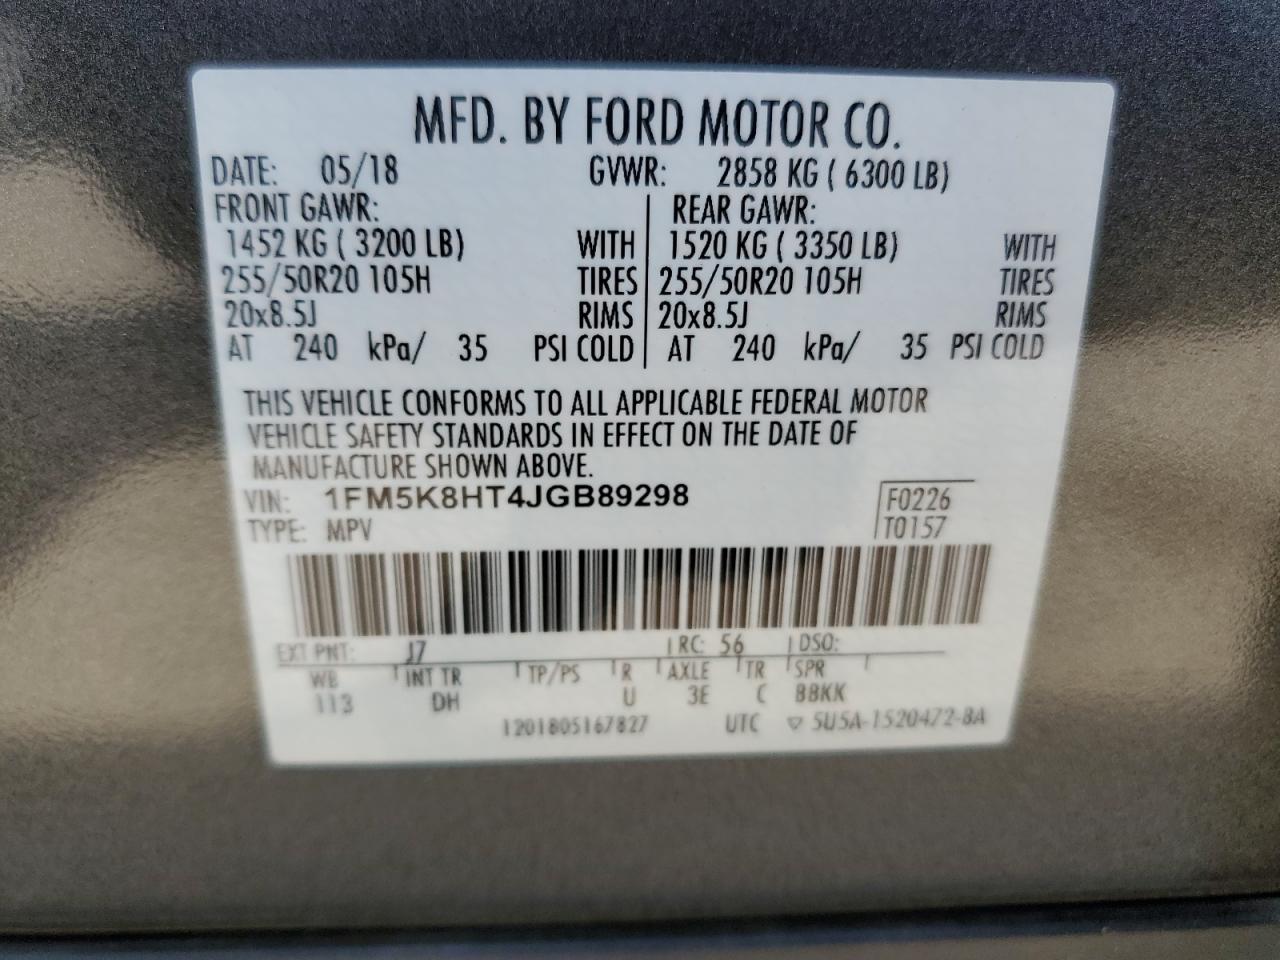 MFD. BY FORD MOTOR CO.
DATE: 05/18 GVWR: 2858 KG ( 6300 LB)
FRONT GAWR: REAR GAWR:
1452 KG ( 3200 LB) WITH 1520 KG ( 3350 LB) WITH
255/50R20 105H TIRES 255/50R20 105H TIRES
20x8.5J RIMS 20x8.5J RIMS
AT 240 kPa/ 35 PSI COLD AT 240 kPa/ 35 PSI COLD
THIS VEHICLE CONFORMS TO ALL APPLICABLE FEDERAL MOTOR
VEHICLE SAFETY STANDARDS IN EFFECT ON THE DATE OF
MANUFACTURE SHOWN ABOVE.
VIN: 1FM5K8HT4JGB89298 F0226
TYPE: MPV T0157
EXT PNT: J7 RC: 56 DSO:
WB INT TR TP/PS R AXLE TR SPR
113 DH U 3E C BBKK
1201805167827 UTC ▽ 5U5A-1520472-BA